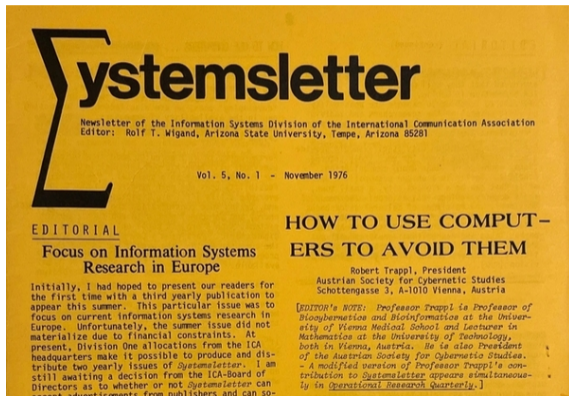 Σystemsletter
Newsletter of the Information Systems Division of the International Communication Association
Editor: Rolf T. Wigand, Arizona State University, Tempe, Arizona 85281
Vol. 5, No. 1 - November 1976
EDITORIAL
Focus on Information Systems
Research in Europe
Initially, I had hoped to present our readers for
the first time with a third yearly publication to
appear this summer. This particular issue was to
focus on current information systems research in
Europe. Unfortunately, the summer issue did not
materialize due to financial constraints. At
present, Division One allocations from the ICA
headquarters make it possible to produce and dis-
tribute two yearly issues of Systemsletter. I am
still awaiting a decision from the ICA-Board of
Directors as to whether or not Systemsletter can
accept advertisements from publishers and can so-
HOW TO USE COMPUT-
ERS TO AVOID THEM
Robert Trappl, President
Austrian Society for Cybernetic Studies
Schottengasse 3, A-1010 Vienna, Austria
[EDITOR's NOTE: Professor Trappl is Professor of
Biocybernetics and Bioinformatics at the Univer-
sity of Vienna Medical School and Lecturer in
Mathematics at the University of Technology,
both in Vienna, Austria. He is also President
of the Austrian Society for Cybernetic Studies.
- A modified version of Professor Trappl's con-
tribution to Systemsletter appears simultaneous-
ly in Operational Research Quarterly.]